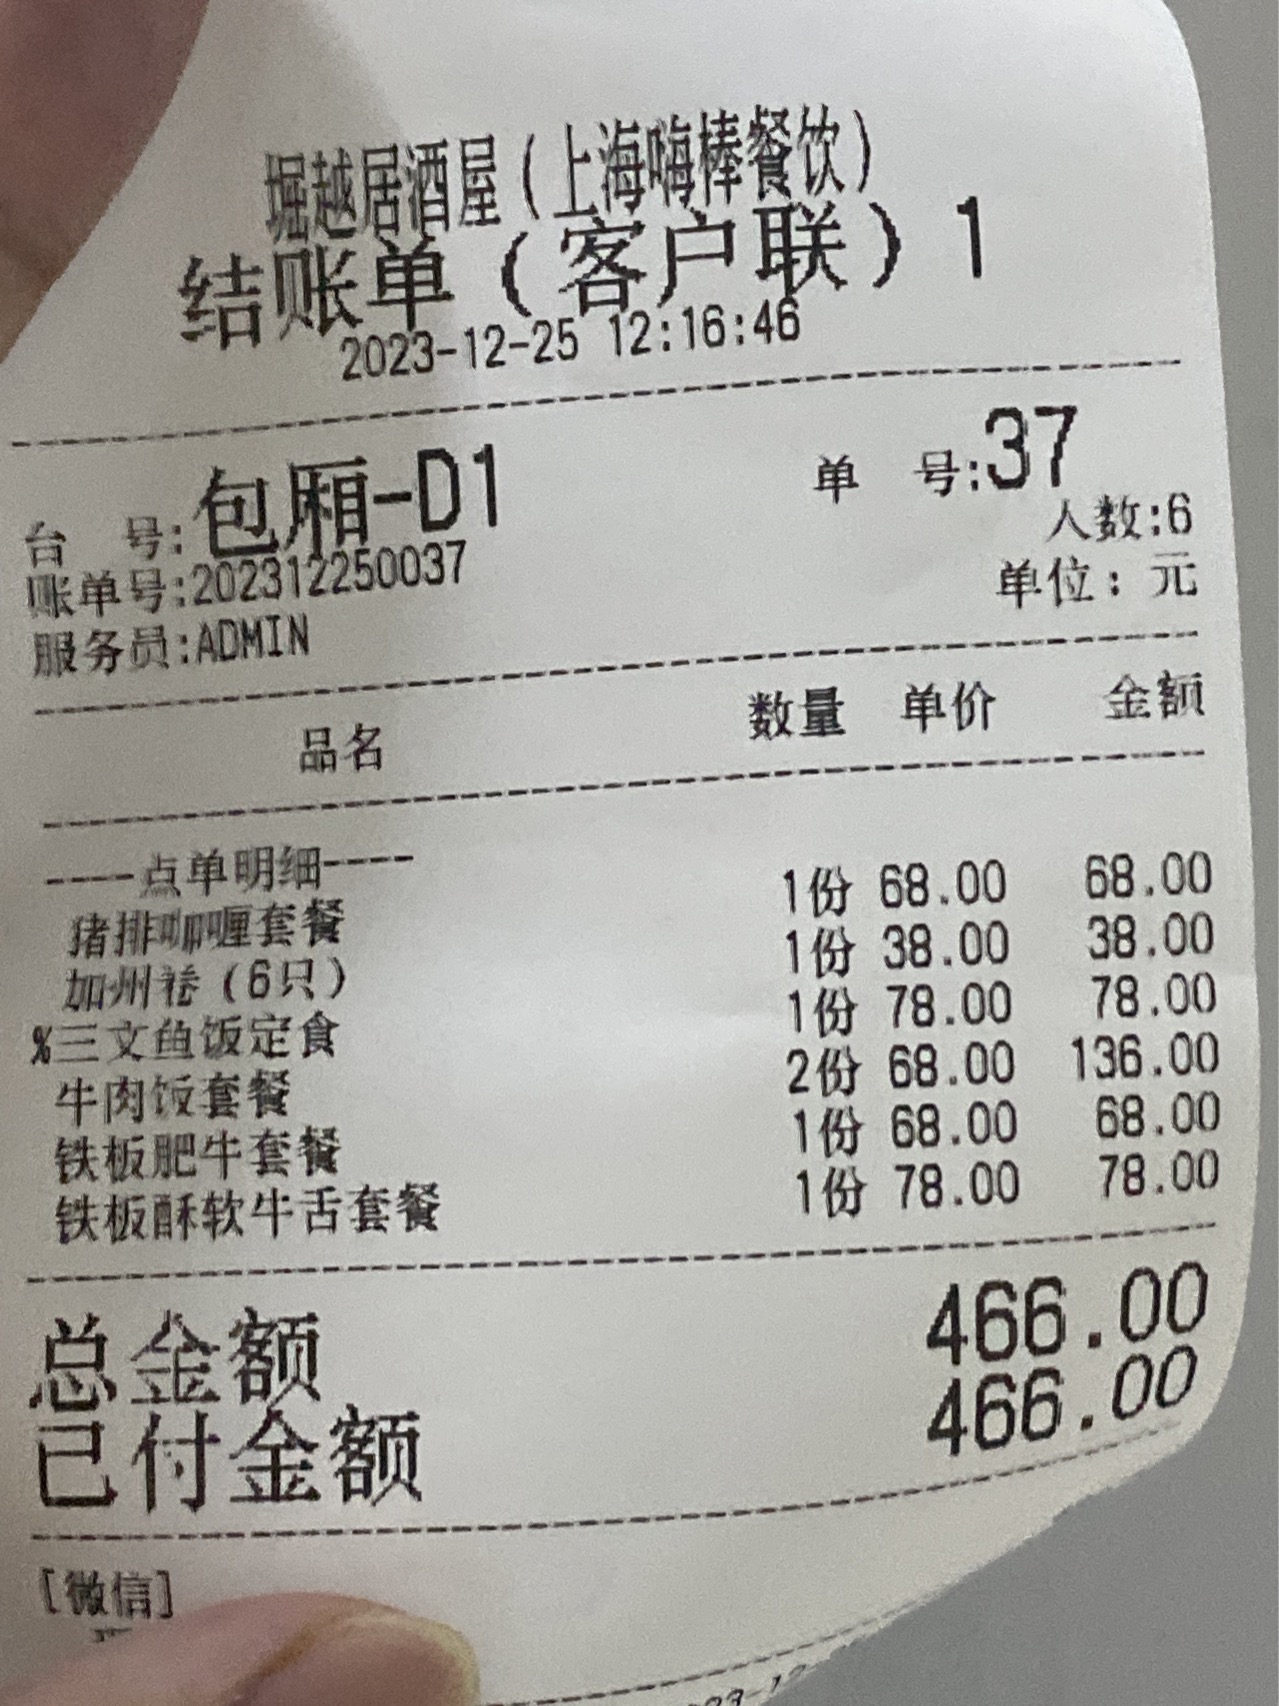 堀越居酒屋(上海嗨棒餐饮)
结账单(客户联)1
2023-12-25 12:16:46
台 号:包厢-D1 单 号:37
人数:6
账单号:202312250037
单位:元
服务员:ADMIN
品名 数量 单价 金额
----点单明细----
猪排咖喱套餐 1份 68.00 68.00
加州卷(6只) 1份 38.00 38.00
%三文鱼饭定食 1份 78.00 78.00
牛肉饭套餐 2份 68.00 136.00
铁板肥牛套餐 1份 68.00 68.00
铁板酥软牛舌套餐 1份 78.00 78.00
总金额 466.00
已付金额 466.00
[微信]